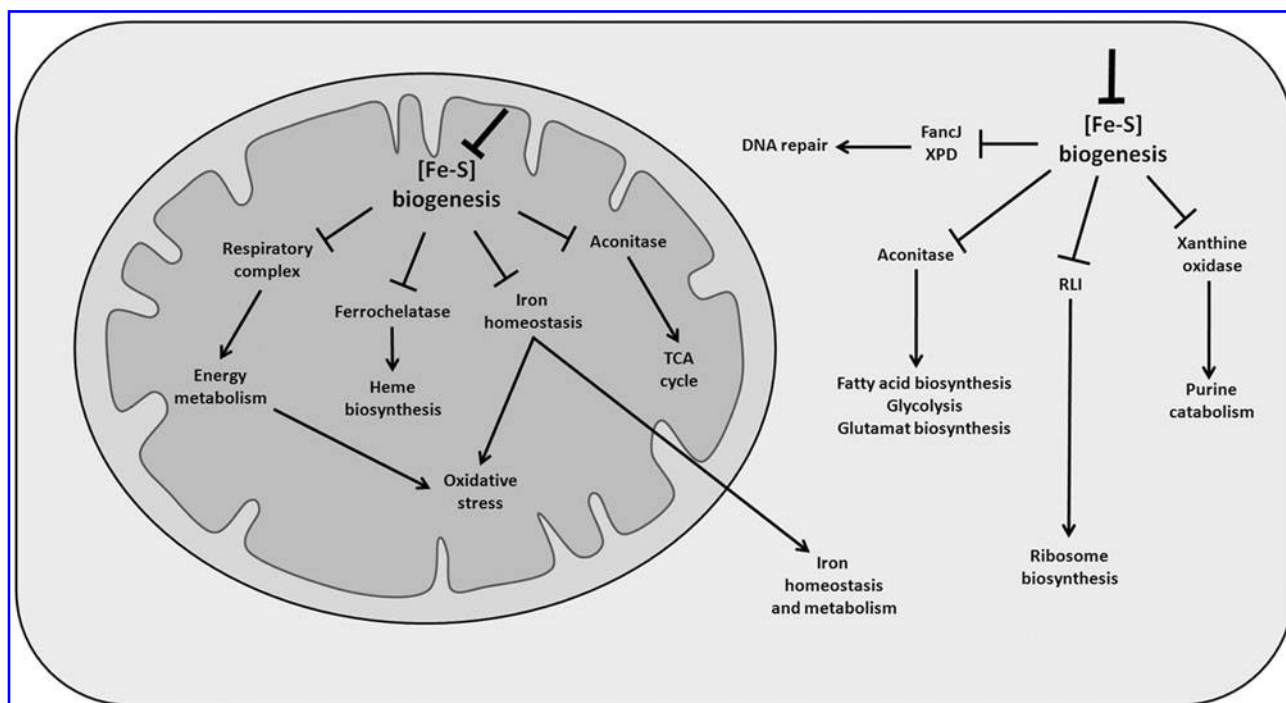 [Fe-S]
biogenesis
Respiratory
complex
Aconitase
Ferrochelatase
Iron
homeostasis
Energy
metabolism
Heme
biosynthesis
TCA
cycle
Oxidative
stress
Iron
homeostasis
and metabolism
[Fe-S]
biogenesis
DNA repair
FancJ
XPD
Aconitase
RLI
Xanthine
oxidase
Fatty acid biosynthesis
Glycolysis
Glutamat biosynthesis
Purine
catabolism
Ribosome
biosynthesis